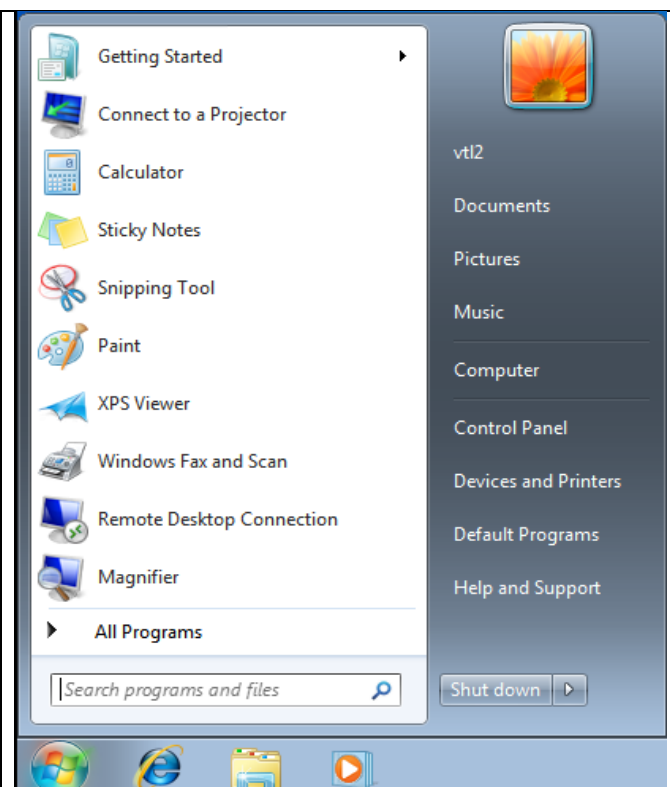 Getting Started
Connect to a Projector
Calculator
Sticky Notes
Snipping Tool
Paint
XPS Viewer
Windows Fax and Scan
Remote Desktop Connection
Magnifier
All Programs
Search programs and files
vtl2
Documents
Pictures
Music
Computer
Control Panel
Devices and Printers
Default Programs
Help and Support
Shut down